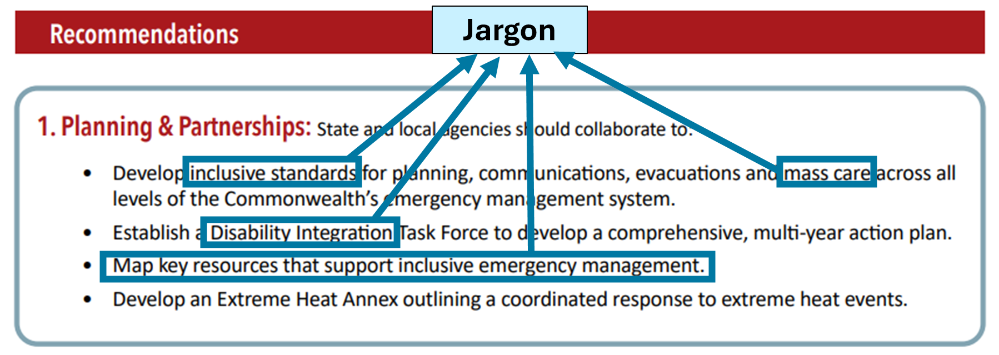 Recommendations
Jargon
1. Planning & Partnerships: State and local agencies should collaborate to:
• Develop inclusive standards for planning, communications, evacuations and mass care across all
levels of the Commonwealth’s emergency management system.
• Establish a Disability Integration Task Force to develop a comprehensive, multi-year action plan.
• Map key resources that support inclusive emergency management.
• Develop an Extreme Heat Annex outlining a coordinated response to extreme heat events.